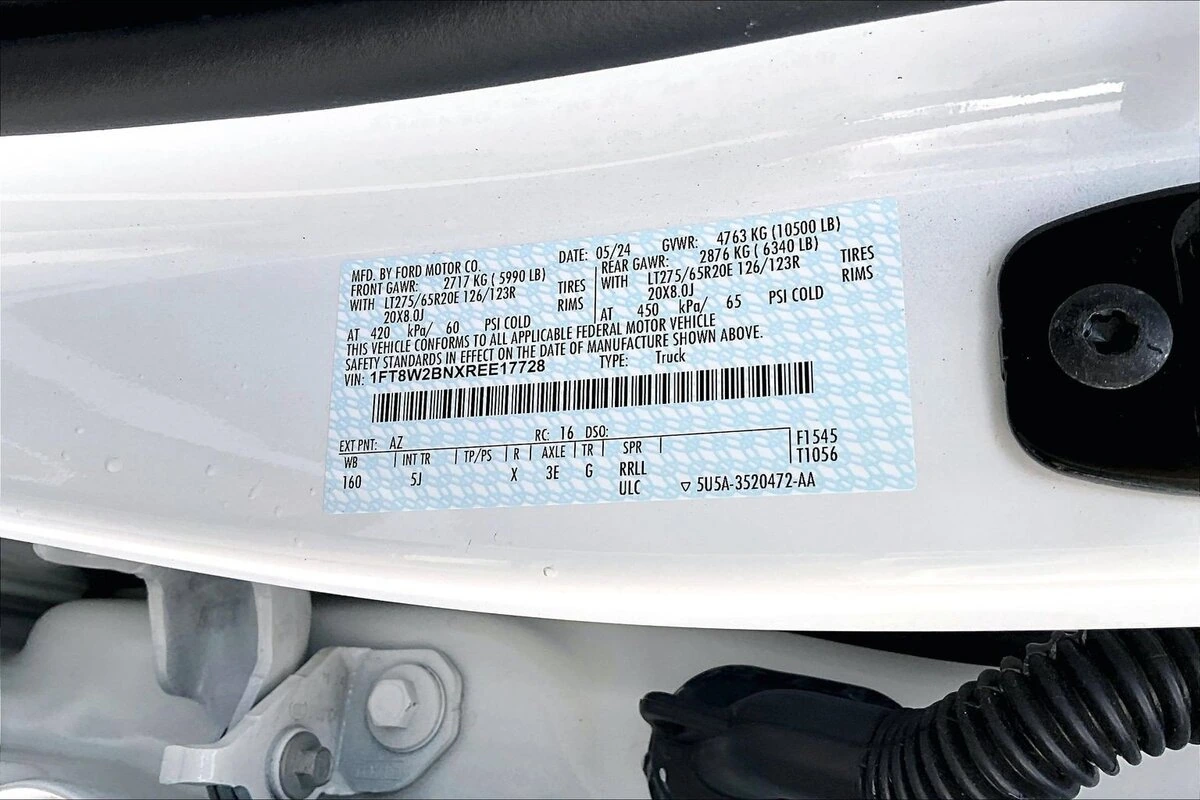 MFD. BY FORD MOTOR CO. DATE: 05/24 GVWR: 4763 KG (10500 LB)
FRONT GAWR: 2717 KG ( 5990 LB) REAR GAWR: 2876 KG ( 6340 LB)
WITH LT275/65R20E 126/123R TIRES WITH LT275/65R20E 126/123R TIRES
20X8.0J RIMS 20X8.0J RIMS
AT 420 kPa/ 60 PSI COLD AT 450 kPa/ 65 PSI COLD
THIS VEHICLE CONFORMS TO ALL APPLICABLE FEDERAL MOTOR VEHICLE
SAFETY STANDARDS IN EFFECT ON THE DATE OF MANUFACTURE SHOWN ABOVE.
VIN: 1FT8W2BNXREE17728 TYPE: Truck
EXT PNT: AZ RC: 16 DSO: F1545
WB INT TR TP/PS R AXLE TR SPR T1056
160 5J X 3E G RRLL
ULC ▽ 5U5A-3520472-AA